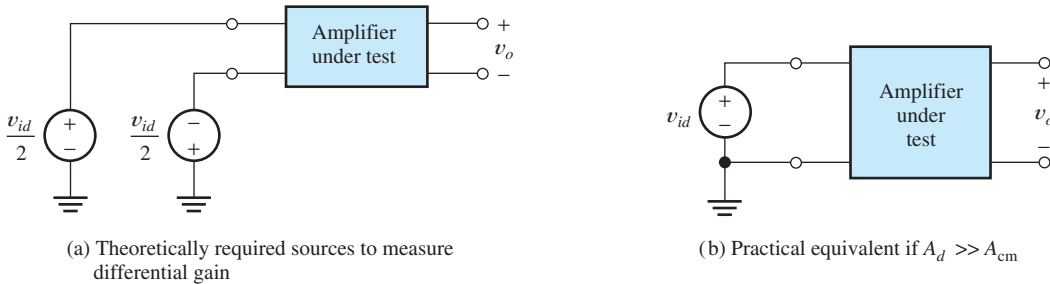 Amplifier
under test
+
v_o
−
v_id/2
+
−
v_id/2
−
+
(a) Theoretically required sources to measure
differential gain
Amplifier
under
test
v_id
+
−
+
v_o
−
(b) Practical equivalent if A_d >> A_cm